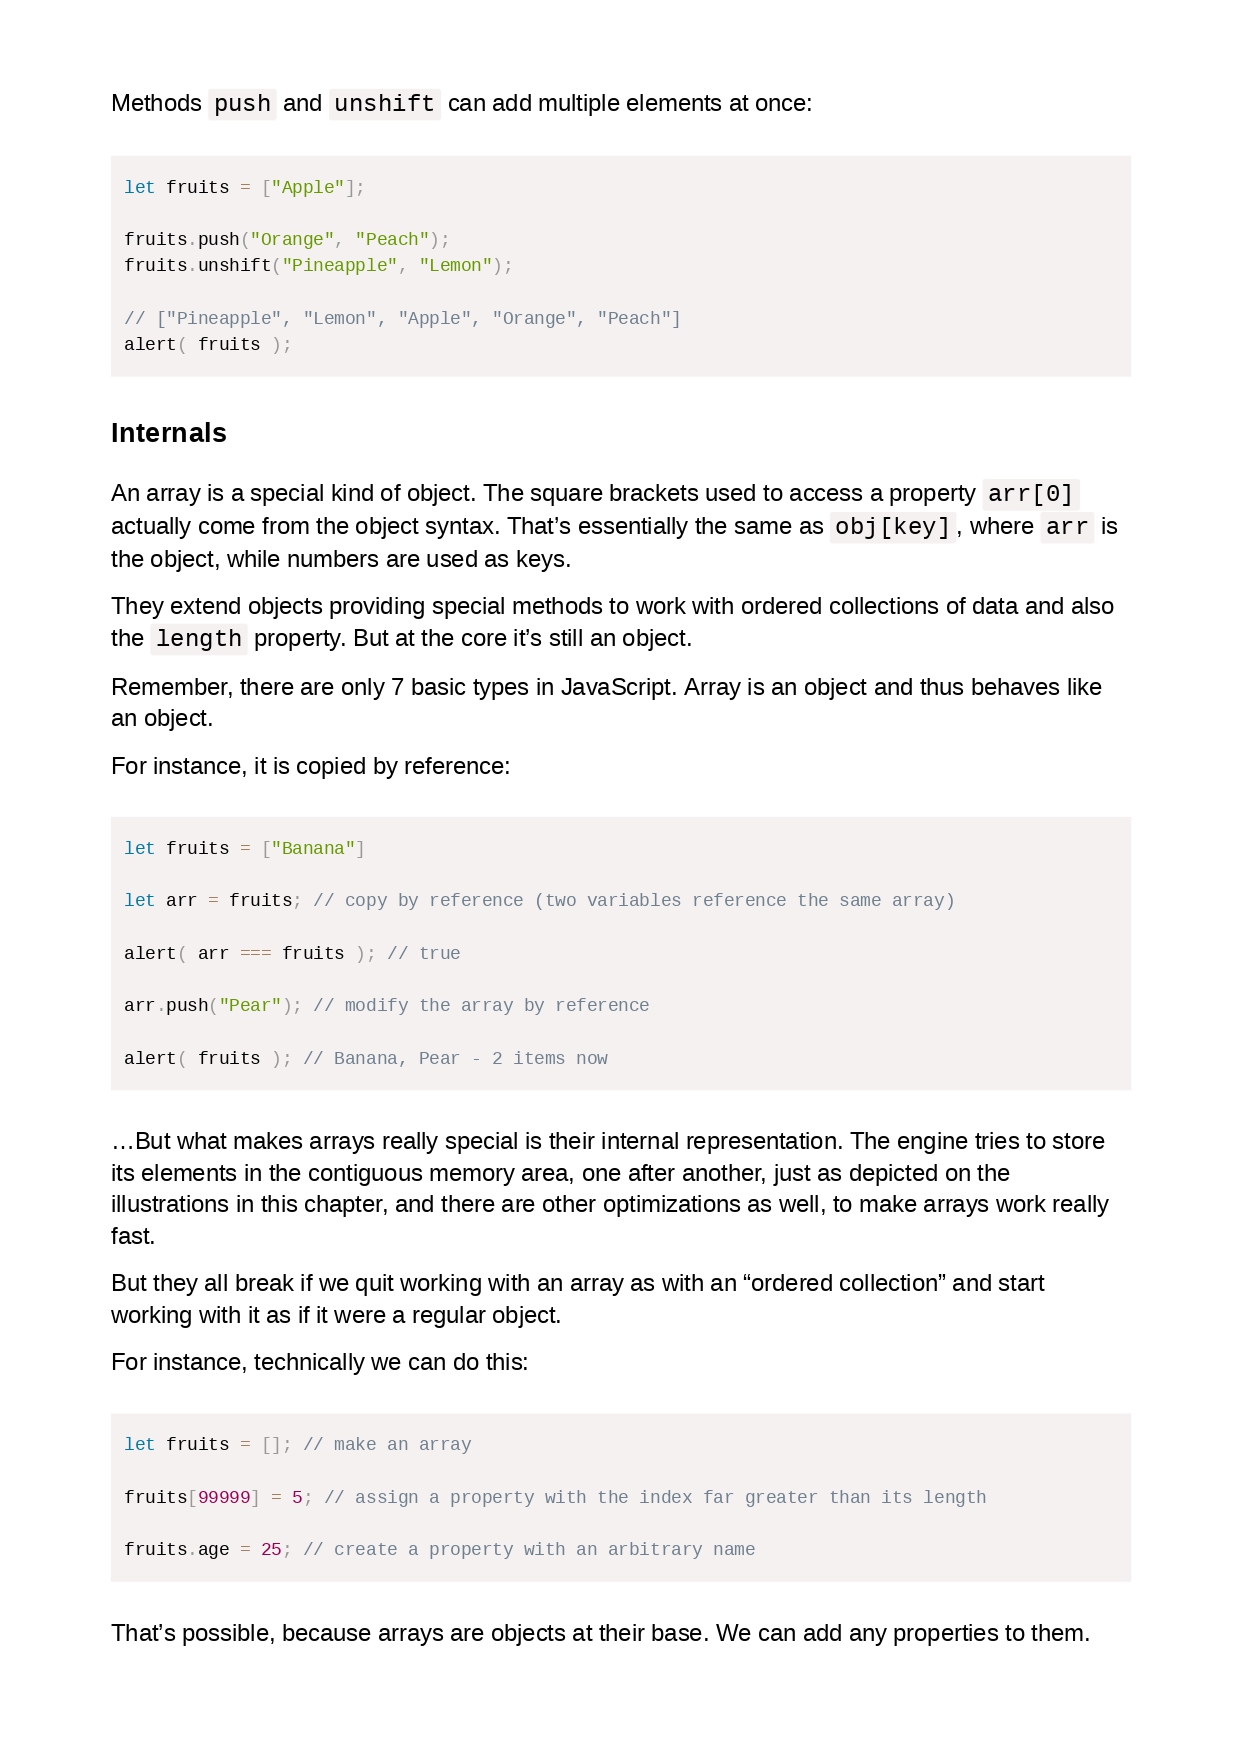 Methods push and unshift can add multiple elements at once:
let fruits = ["Apple"];
fruits.push("Orange", "Peach");
fruits.unshift("Pineapple", "Lemon");
// ["Pineapple", "Lemon", "Apple", "Orange", "Peach"]
alert( fruits );
Internals
An array is a special kind of object. The square brackets used to access a property arr[0]
actually come from the object syntax. That’s essentially the same as obj[key], where arr is
the object, while numbers are used as keys.
They extend objects providing special methods to work with ordered collections of data and also
the length property. But at the core it’s still an object.
Remember, there are only 7 basic types in JavaScript. Array is an object and thus behaves like
an object.
For instance, it is copied by reference:
let fruits = ["Banana"]
let arr = fruits; // copy by reference (two variables reference the same array)
alert( arr === fruits ); // true
arr.push("Pear"); // modify the array by reference
alert( fruits ); // Banana, Pear - 2 items now
…But what makes arrays really special is their internal representation. The engine tries to store
its elements in the contiguous memory area, one after another, just as depicted on the
illustrations in this chapter, and there are other optimizations as well, to make arrays work really
fast.
But they all break if we quit working with an array as with an “ordered collection” and start
working with it as if it were a regular object.
For instance, technically we can do this:
let fruits = []; // make an array
fruits[99999] = 5; // assign a property with the index far greater than its length
fruits.age = 25; // create a property with an arbitrary name
That’s possible, because arrays are objects at their base. We can add any properties to them.